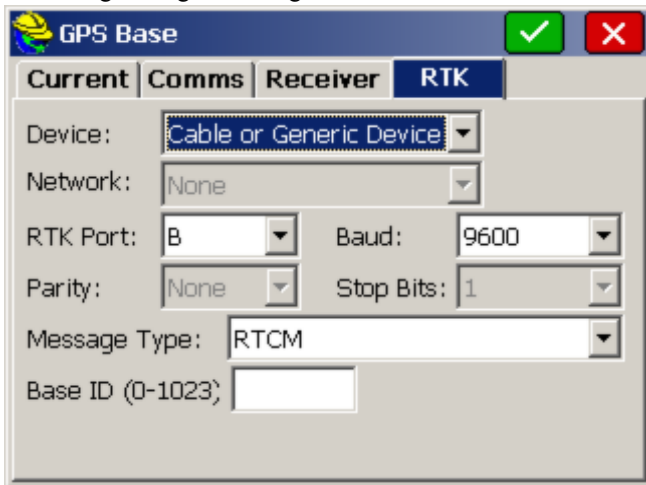 GPS Base
Current Comms Receiver RTK
Device: Cable or Generic Device
Network: None
RTK Port: B Baud: 9600
Parity: None Stop Bits: 1
Message Type: RTCM
Base ID (0-1023)